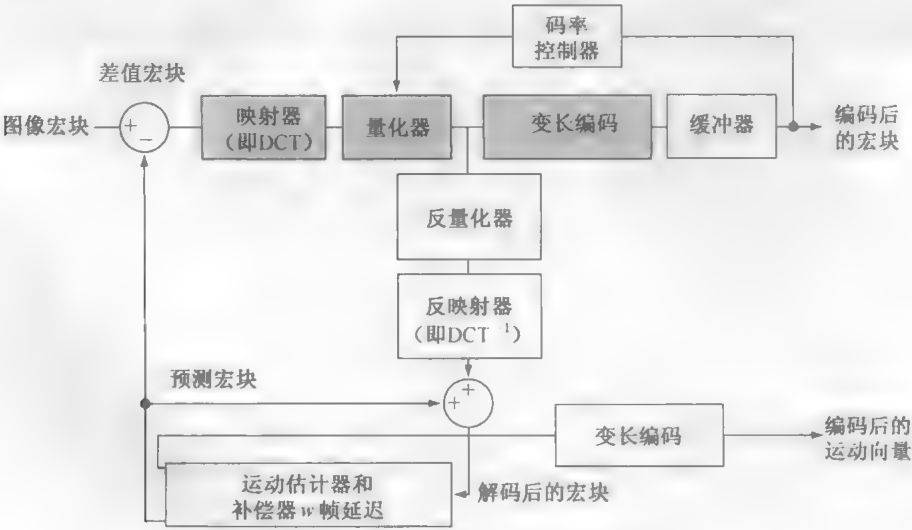 码率
控制器
差值宏块
图像宏块
+
−
映射器
（即DCT）
量化器
变长编码
缓冲器
编码后
的宏块
反量化器
反映射器
（即DCT⁻¹）
预测宏块
+
+
变长编码
编码后的
运动向量
运动估计器和
补偿器w帧延迟
解码后的宏块